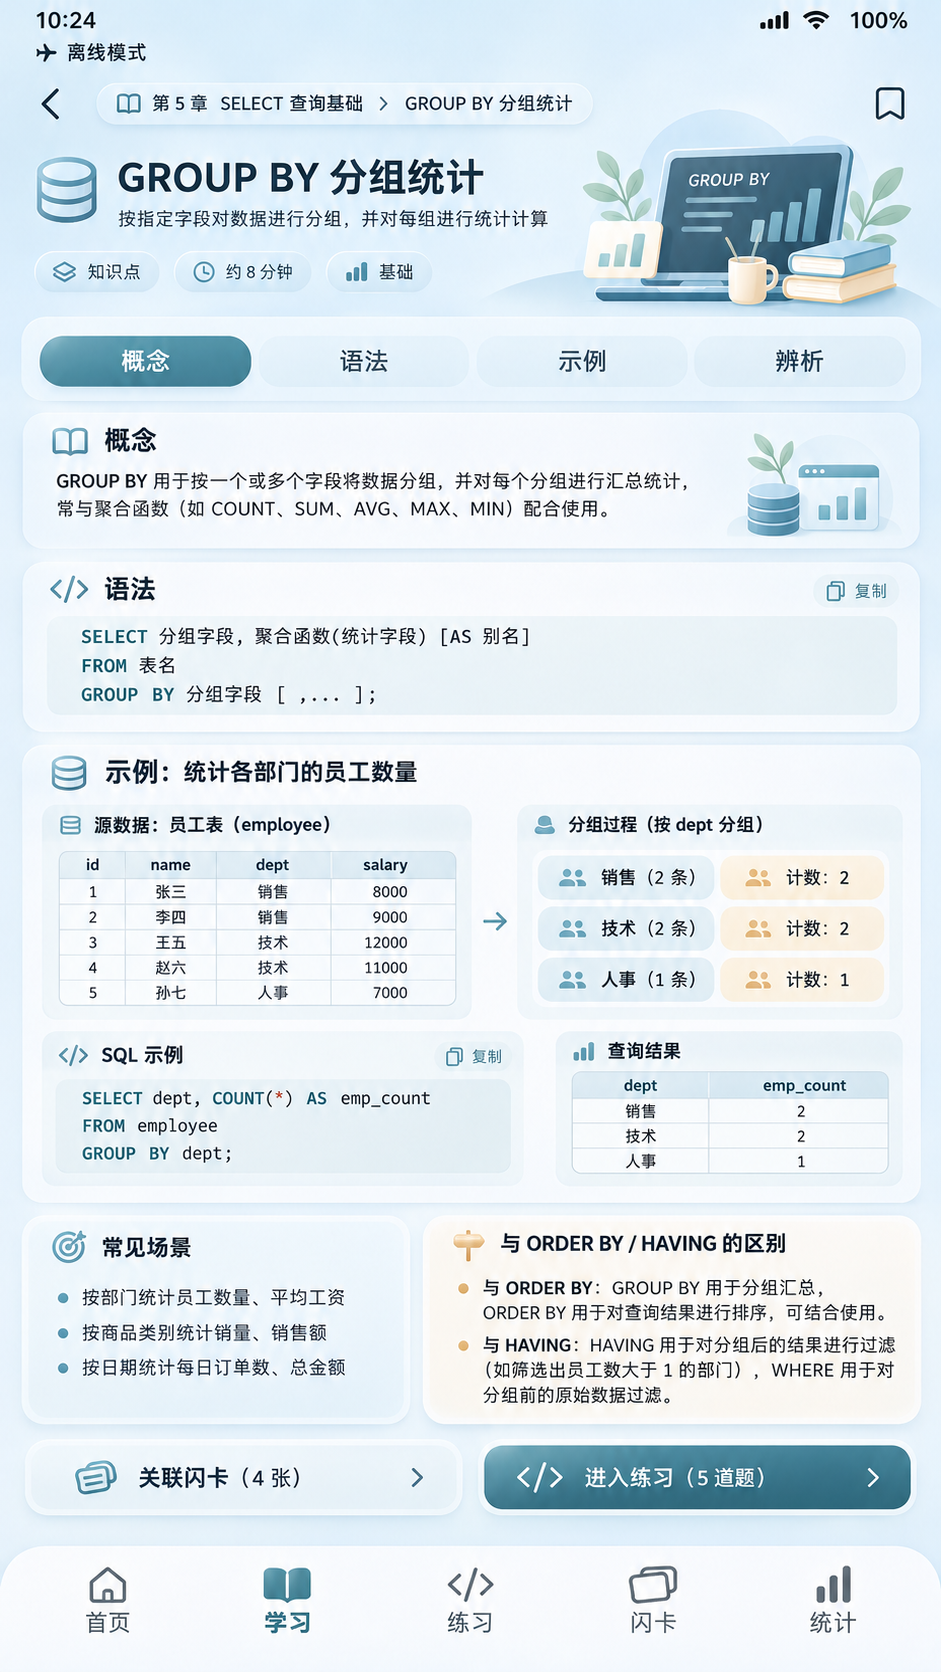 10:24
100%
离线模式
第 5 章 SELECT 查询基础 > GROUP BY 分组统计
GROUP BY 分组统计
按指定字段对数据进行分组，并对每组进行统计计算
GROUP BY
知识点
约 8 分钟
基础
概念
语法
示例
辨析
概念
GROUP BY 用于按一个或多个字段将数据分组，并对每个分组进行汇总统计，
常与聚合函数（如 COUNT、SUM、AVG、MAX、MIN）配合使用。
</> 语法
复制
SELECT 分组字段, 聚合函数(统计字段) [AS 别名]
FROM 表名
GROUP BY 分组字段 [ ,... ];
示例：统计各部门的员工数量
源数据：员工表（employee）
id name dept salary
1 张三 销售 8000
2 李四 销售 9000
3 王五 技术 12000
4 赵六 技术 11000
5 孙七 人事 7000
分组过程（按 dept 分组）
销售（2 条） 计数：2
技术（2 条） 计数：2
人事（1 条） 计数：1
</> SQL 示例
复制
SELECT dept, COUNT(*) AS emp_count
FROM employee
GROUP BY dept;
查询结果
dept emp_count
销售 2
技术 2
人事 1
常见场景
按部门统计员工数量、平均工资
按商品类别统计销量、销售额
按日期统计每日订单数、总金额
与 ORDER BY / HAVING 的区别
与 ORDER BY：GROUP BY 用于分组汇总，
ORDER BY 用于对查询结果进行排序，可结合使用。
与 HAVING：HAVING 用于对分组后的结果进行过滤
（如筛选出员工数大于 1 的部门），WHERE 用于对
分组前的原始数据过滤。
关联闪卡（4 张）
</> 进入练习（5 道题）
首页
学习
练习
闪卡
统计